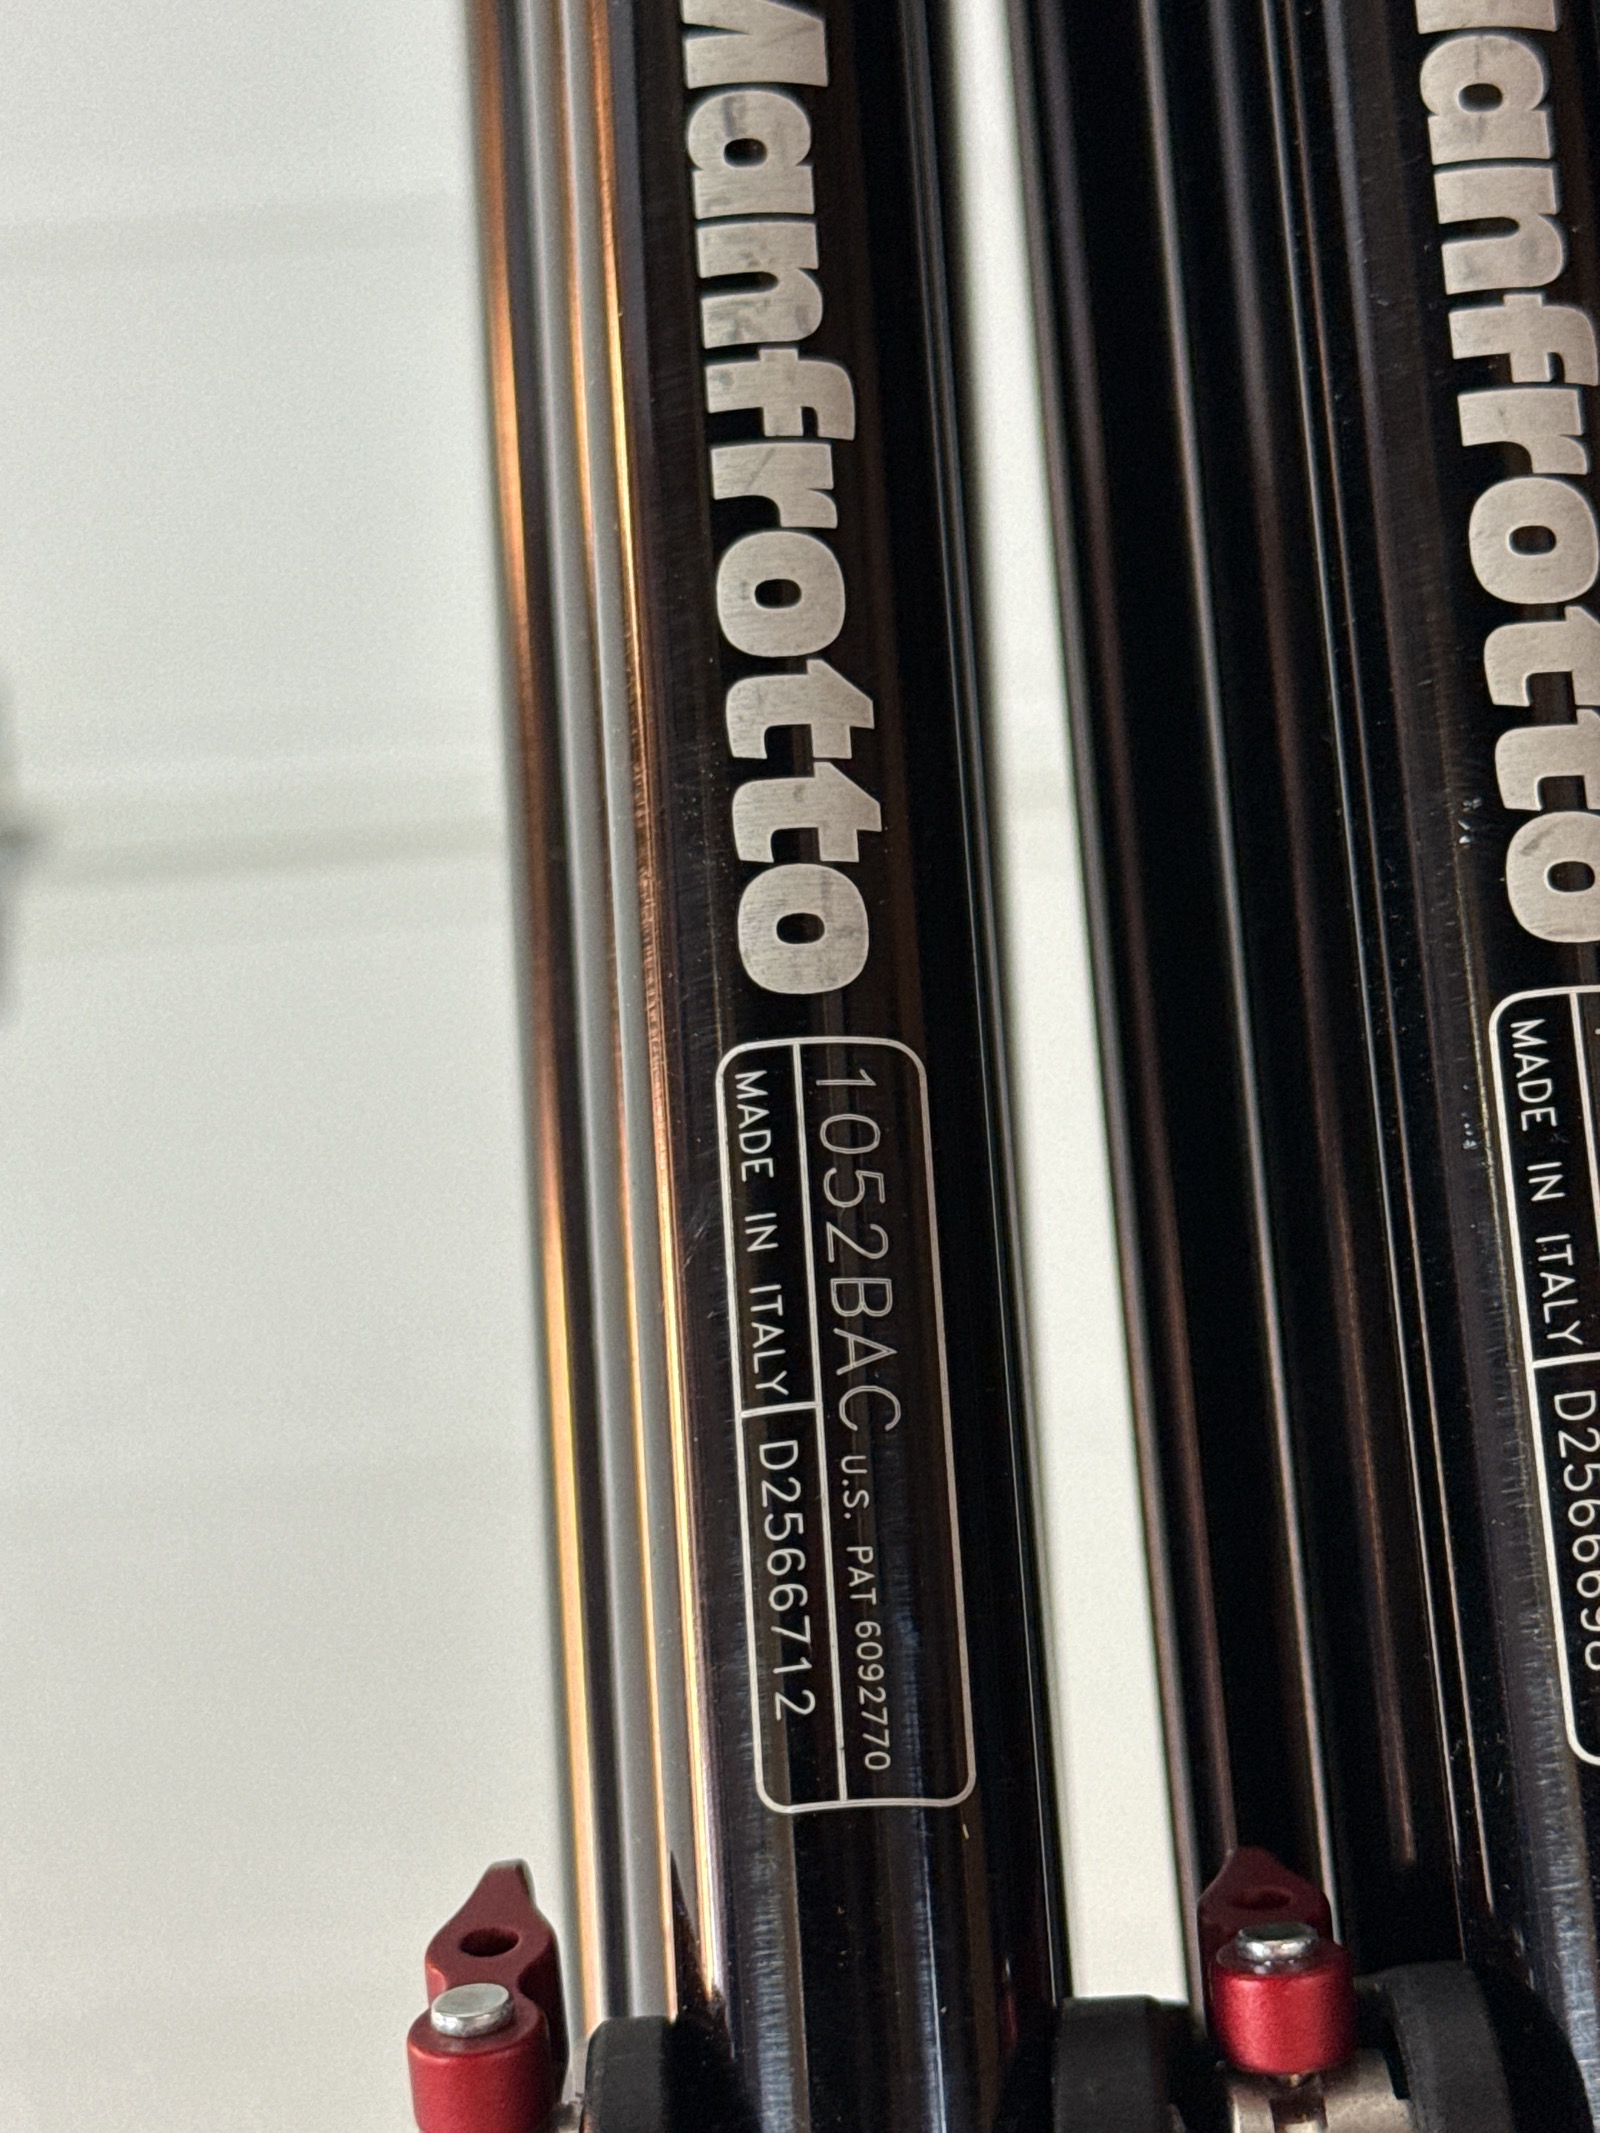 Manfrotto
1052BAC U.S. PAT 6092770
MADE IN ITALY D2566712
Manfrotto
MADE IN ITALY